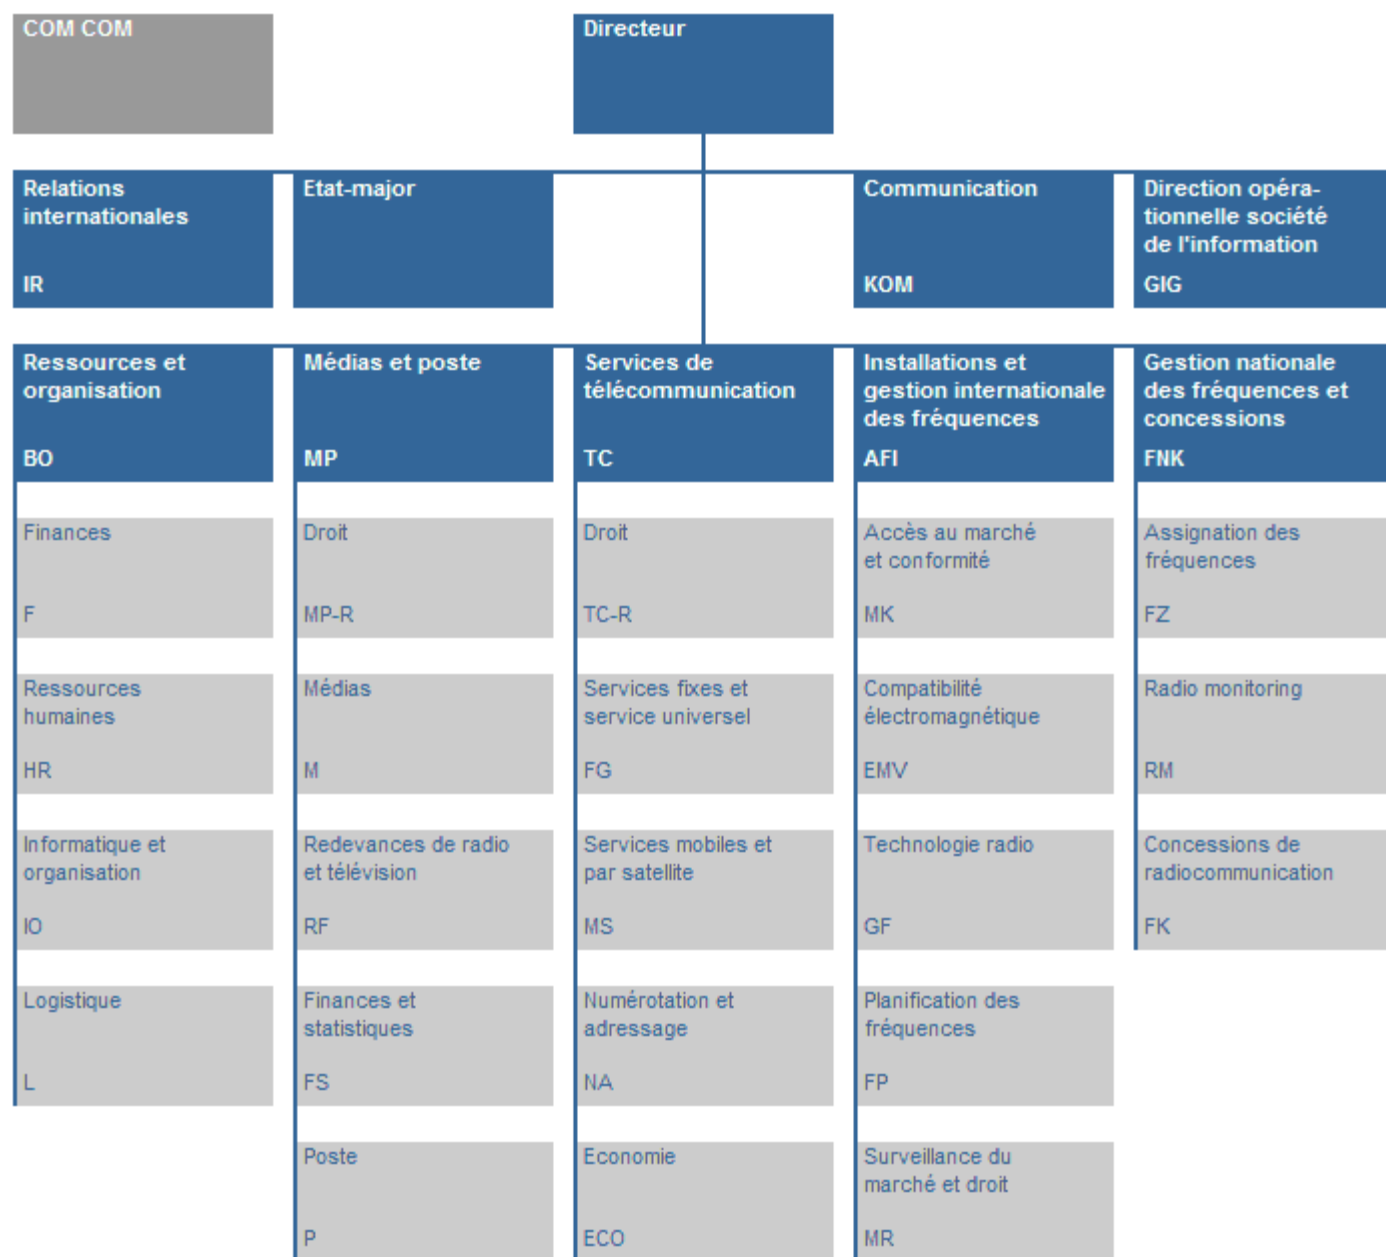 COM COM
Directeur
Relations
internationales
IR
Etat-major
Communication
KOM
Direction opéra-
tionnelle société
de l'information
GIG
Ressources et
organisation
BO
Médias et poste
MP
Services de
télécommunication
TC
Installations et
gestion internationale
des fréquences
AFI
Gestion nationale
des fréquences et
concessions
FNK
Finances
F
Droit
MP-R
Droit
TC-R
Accès au marché
et conformité
MK
Assignation des
fréquences
FZ
Ressources
humaines
HR
Médias
M
Services fixes et
service universel
FG
Compatibilité
électromagnétique
EMV
Radio monitoring
RM
Informatique et
organisation
IO
Redevances de radio
et télévision
RF
Services mobiles et
par satellite
MS
Technologie radio
GF
Concessions de
radiocommunication
FK
Logistique
L
Finances et
statistiques
FS
Numérotation et
adressage
NA
Planification des
fréquences
FP
Poste
P
Economie
ECO
Surveillance du
marché et droit
MR